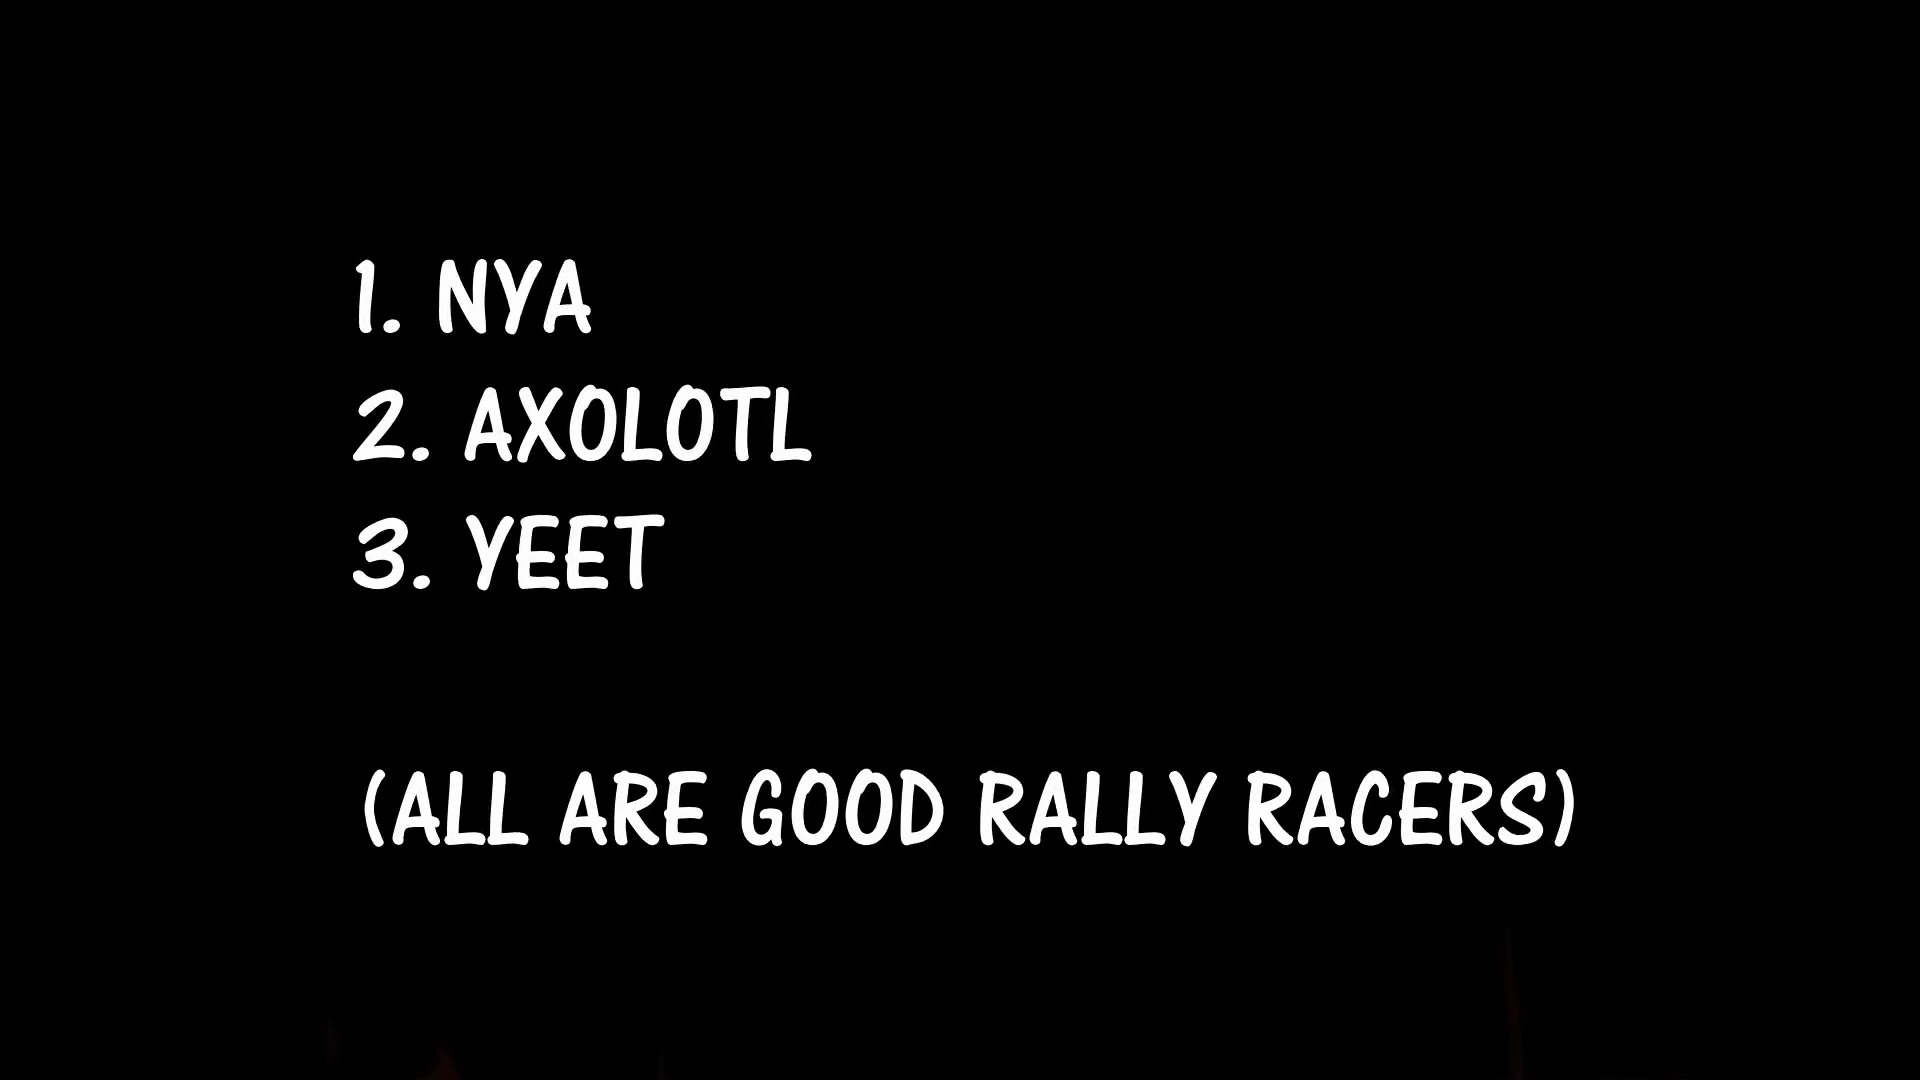 1. NYA
2. AXOLOTL
3. YEET
(ALL ARE GOOD RALLY RACERS)